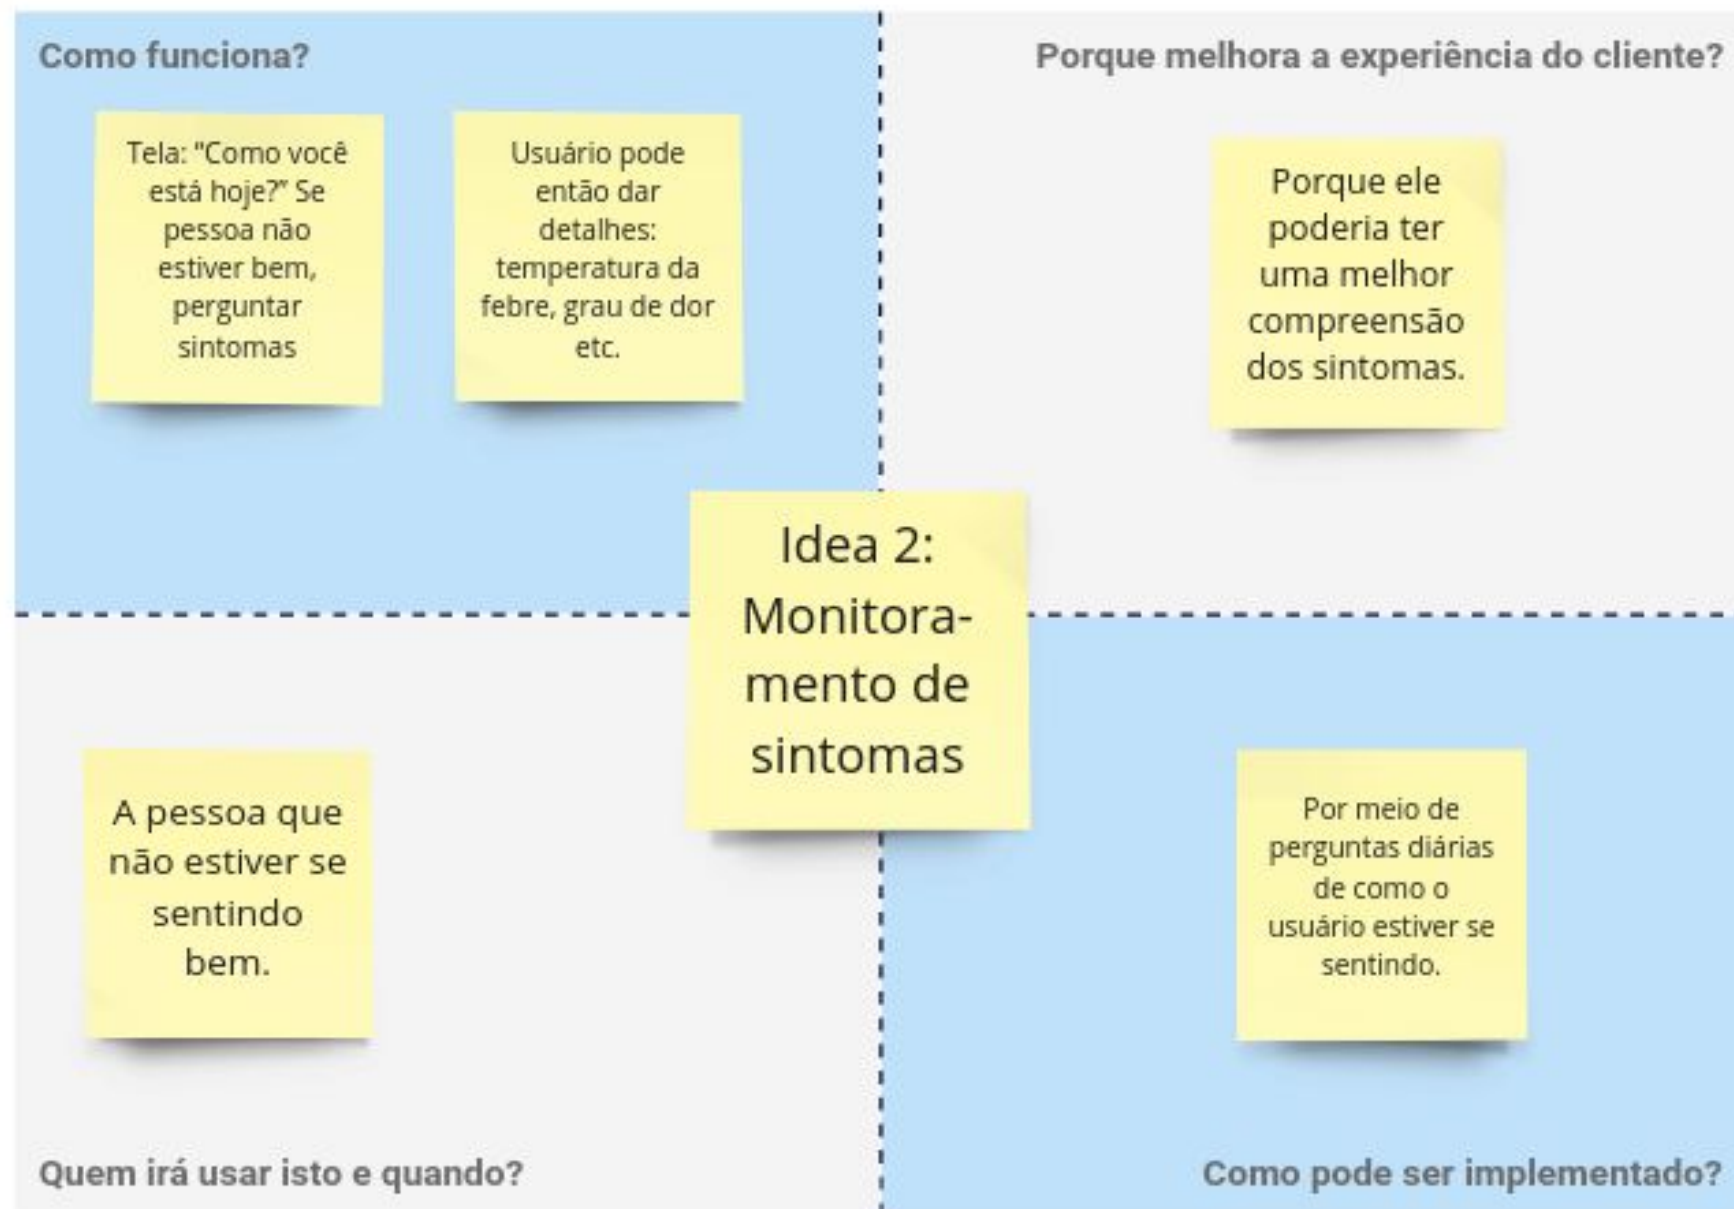 Como funciona?
Porque melhora a experiência do cliente?
Tela: "Como você
está hoje?" Se
pessoa não
estiver bem,
perguntar
sintomas
Usuário pode
então dar
detalhes:
temperatura da
febre, grau de dor
etc.
Porque ele
poderia ter
uma melhor
compreensão
dos sintomas.
Idea 2:
Monitora-
mento de
sintomas
A pessoa que
não estiver se
sentindo
bem.
Por meio de
perguntas diárias
de como o
usuário estiver se
sentindo.
Quem irá usar isto e quando?
Como pode ser implementado?